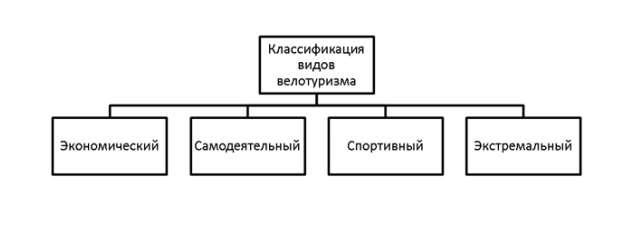 Классификация
видов
велотуризма
Экономический
Самодеятельный
Спортивный
Экстремальный